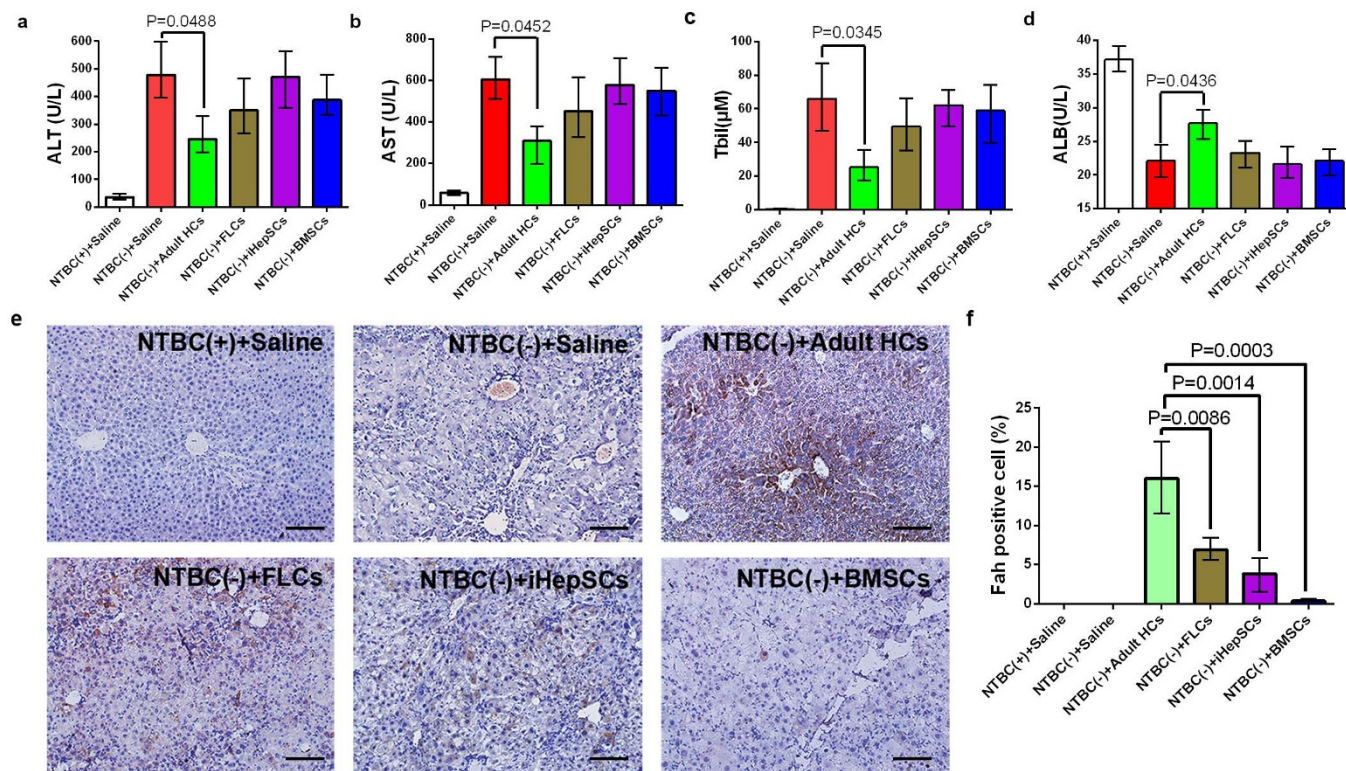 a
P=0.0488
ALT (U/L)
600
500
400
300
200
100
0
NTBC(+)+Saline
NTBC(-)+Saline
NTBC(-)+Adult HCs
NTBC(-)+FLCs
NTBC(-)+iHepSCs
NTBC(-)+BMSCs
b
P=0.0452
AST (U/L)
800
600
400
200
0
NTBC(+)+Saline
NTBC(-)+Saline
NTBC(-)+Adult HCs
NTBC(-)+FLCs
NTBC(-)+iHepSCs
NTBC(-)+BMSCs
c
P=0.0345
Tbil(µM)
100
80
60
40
20
0
NTBC(+)+Saline
NTBC(-)+Saline
NTBC(-)+Adult HCs
NTBC(-)+FLCs
NTBC(-)+iHepSCs
NTBC(-)+BMSCs
d
P=0.0436
ALB(U/L)
40
35
30
25
20
15
NTBC(+)+Saline
NTBC(-)+Saline
NTBC(-)+Adult HCs
NTBC(-)+FLCs
NTBC(-)+iHepSCs
NTBC(-)+BMSCs
e
NTBC(+)+Saline
NTBC(-)+Saline
NTBC(-)+Adult HCs
NTBC(-)+FLCs
NTBC(-)+iHepSCs
NTBC(-)+BMSCs
f
P=0.0003
P=0.0014
P=0.0086
Fah positive cell (%)
25
20
15
10
5
0
NTBC(+)+Saline
NTBC(-)+Saline
NTBC(-)+Adult HCs
NTBC(-)+FLCs
NTBC(-)+iHepSCs
NTBC(-)+BMSCs